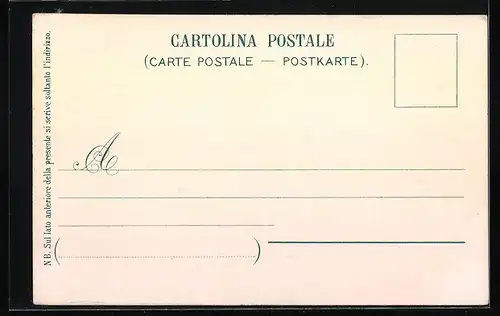 CARTOLINA POSTALE
(CARTE POSTALE — POSTKARTE).
A
( )
NB. Sul lato anteriore della presente si scrive soltanto l'indirizzo.